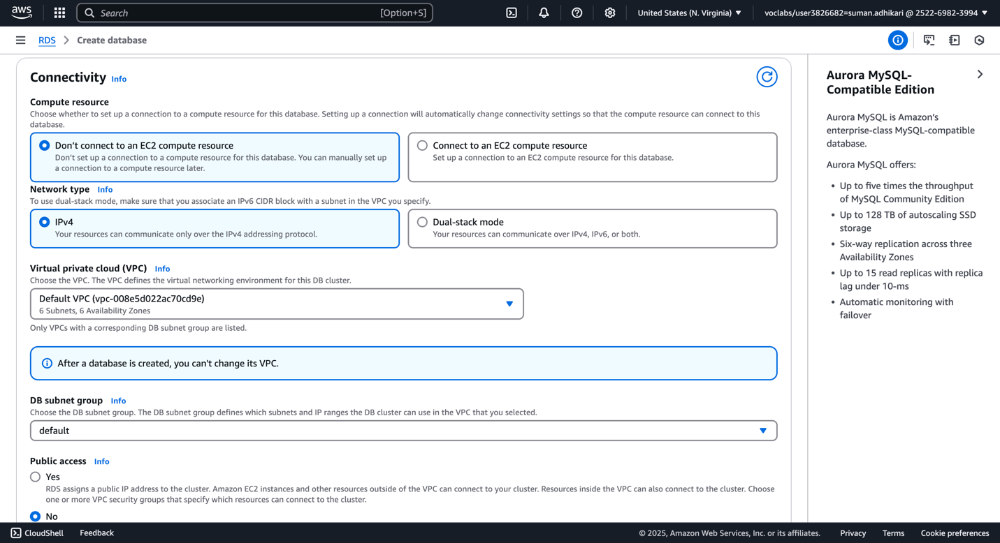 aws
Search [Option+S]
United States (N. Virginia)
voclabs/user3826682=suman.adhikari @ 2522-6982-3994
RDS
Create database
Connectivity Info
Compute resource
Choose whether to set up a connection to a compute resource for this database. Setting up a connection will automatically change connectivity settings so that the compute resource can connect to this
database.
Don’t connect to an EC2 compute resource
Don’t set up a connection to a compute resource for this database. You can manually set up
a connection to a compute resource later.
Connect to an EC2 compute resource
Set up a connection to an EC2 compute resource for this database.
Network type Info
To use dual-stack mode, make sure that you associate an IPv6 CIDR block with a subnet in the VPC you specify.
IPv4
Your resources can communicate only over the IPv4 addressing protocol.
Dual-stack mode
Your resources can communicate over IPv4, IPv6, or both.
Virtual private cloud (VPC) Info
Choose the VPC. The VPC defines the virtual networking environment for this DB cluster.
Default VPC (vpc-008e5d022ac70cd9e)
6 Subnets, 6 Availability Zones
Only VPCs with a corresponding DB subnet group are listed.
After a database is created, you can't change its VPC.
DB subnet group Info
Choose the DB subnet group. The DB subnet group defines which subnets and IP ranges the DB cluster can use in the VPC that you selected.
default
Public access Info
Yes
RDS assigns a public IP address to the cluster. Amazon EC2 instances and other resources outside of the VPC can connect to your cluster. Resources inside the VPC can also connect to the cluster. Choose
one or more VPC security groups that specify which resources can connect to the cluster.
No
Aurora MySQL-
Compatible Edition
Aurora MySQL is Amazon’s
enterprise-class MySQL-compatible
database.
Aurora MySQL offers:
• Up to five times the throughput
of MySQL Community Edition
• Up to 128 TB of autoscaling SSD
storage
• Six-way replication across three
Availability Zones
• Up to 15 read replicas with replica
lag under 10-ms
• Automatic monitoring with
failover
CloudShell
Feedback
© 2025, Amazon Web Services, Inc. or its affiliates.
Privacy
Terms
Cookie preferences